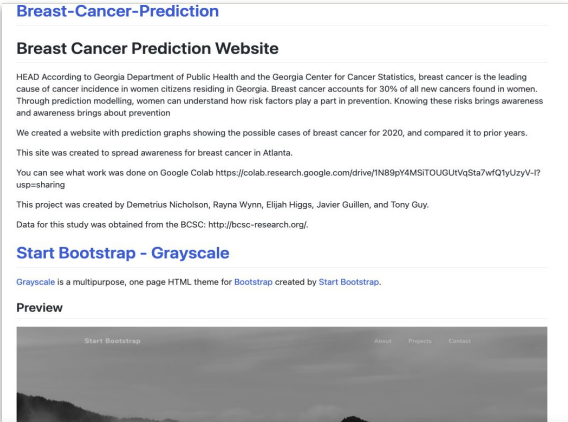 Breast-Cancer-Prediction
Breast Cancer Prediction Website
HEAD According to Georgia Department of Public Health and the Georgia Center for Cancer Statistics, breast cancer is the leading
cause of cancer incidence in women citizens residing in Georgia. Breast cancer accounts for 30% of all new cancers found in women.
Through prediction modelling, women can understand how risk factors play a part in prevention. Knowing these risks brings awareness
and awareness brings about prevention
We created a website with prediction graphs showing the possible cases of breast cancer for 2020, and compared it to prior years.
This site was created to spread awareness for breast cancer in Atlanta.
You can see what work was done on Google Colab https://colab.research.google.com/drive/1N89pY4MSiTOUGUtVqSta7wfQ1yUzyV-I?
usp=sharing
This project was created by Demetrius Nicholson, Rayna Wynn, Elijah Higgs, Javier Guillen, and Tony Guy.
Data for this study was obtained from the BCSC: http://bcsc-research.org/.
Start Bootstrap - Grayscale
Grayscale is a multipurpose, one page HTML theme for Bootstrap created by Start Bootstrap.
Preview
Start Bootstrap About Projects Contact